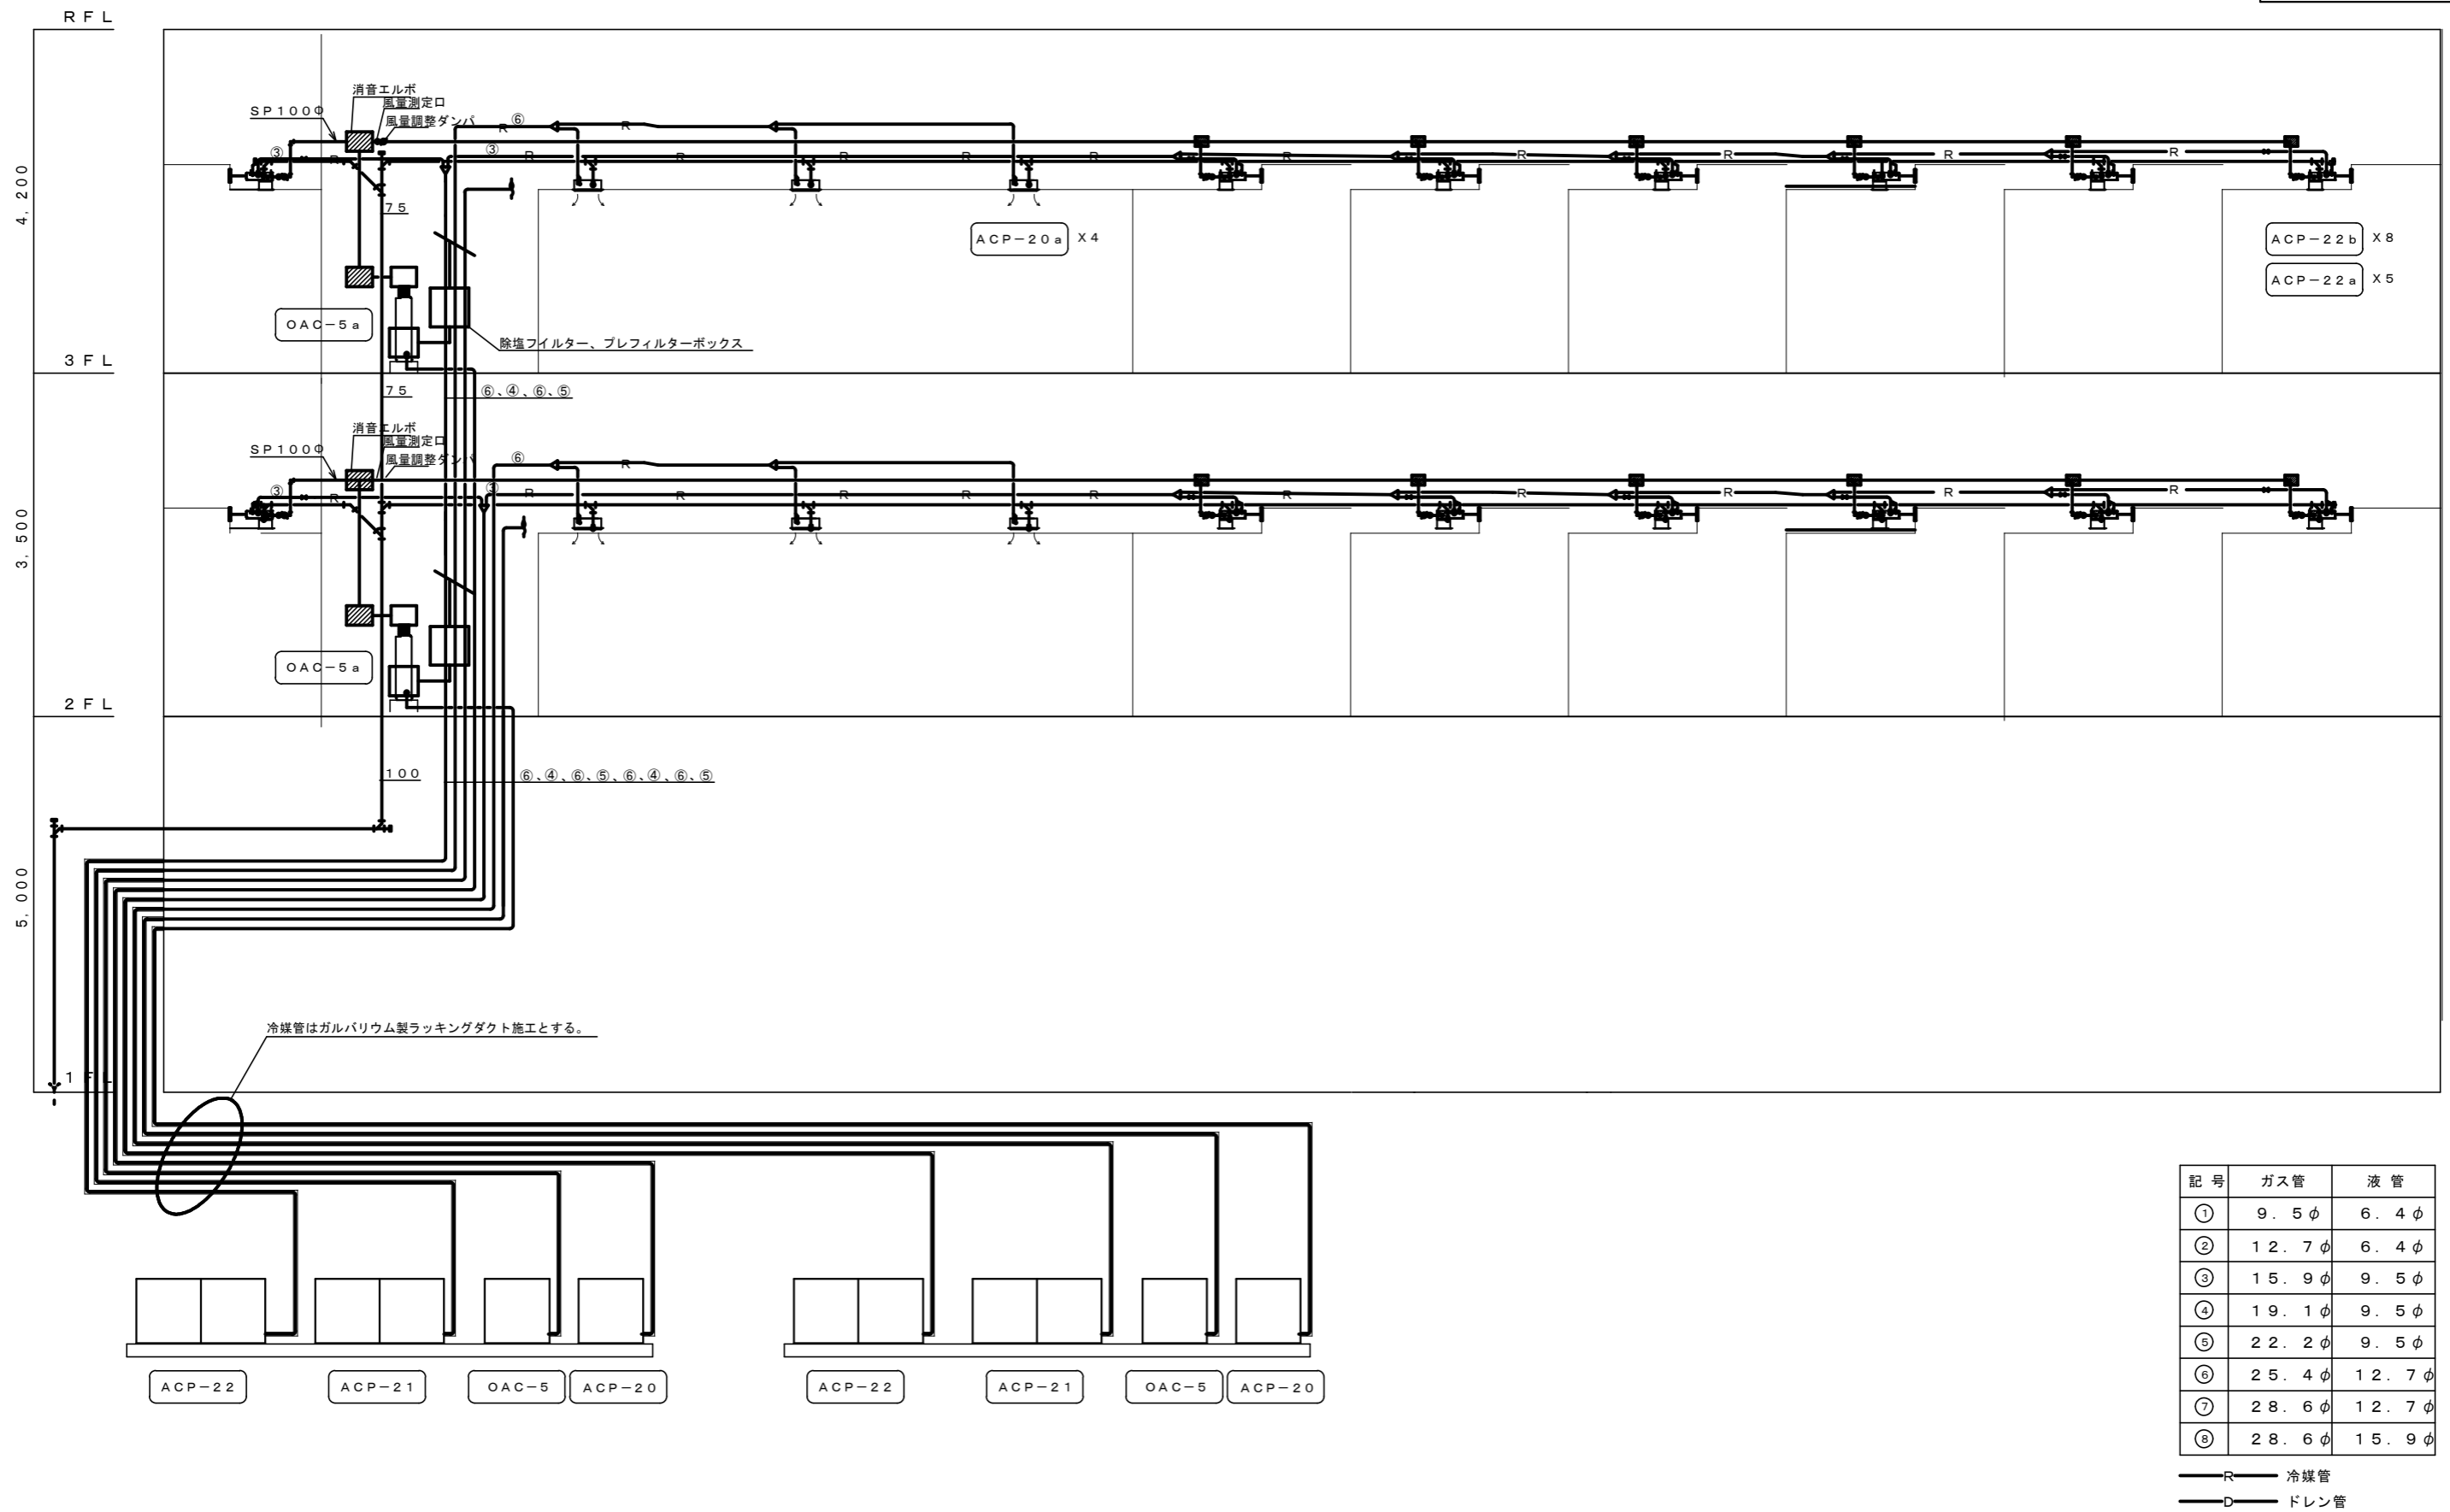 RFL
消音エルボ
風量測定口
SP100Φ
風量調整ダンパ
⑥
R
R
③
R
③
R
R
R
R
R
R
R
R
R
R
4,200
75
ACP-20a X4
ACP-22b X8
ACP-22a X5
OAC-5a
除塩フイルター、プレフィルターボックス
3FL
75
⑥、④、⑥、⑤
消音エルボ
風量測定口
SP100Φ
風量調整ダンパ
⑥
R
③
R
③
R
R
R
R
R
R
R
R
R
R
3,500
OAC-5a
2FL
100
⑥、④、⑥、⑤、⑥、④、⑥、⑤
5,000
冷媒管はガルバリウム製ラッキングダクト施工とする。
1FL
ACP-22 ACP-21 OAC-5 ACP-20 ACP-22 ACP-21 OAC-5 ACP-20
記号 ガス管 液管
① 9.5φ 6.4φ
② 12.7φ 6.4φ
③ 15.9φ 9.5φ
④ 19.1φ 9.5φ
⑤ 22.2φ 9.5φ
⑥ 25.4φ 12.7φ
⑦ 28.6φ 12.7φ
⑧ 28.6φ 15.9φ
R 冷媒管
D ドレン管